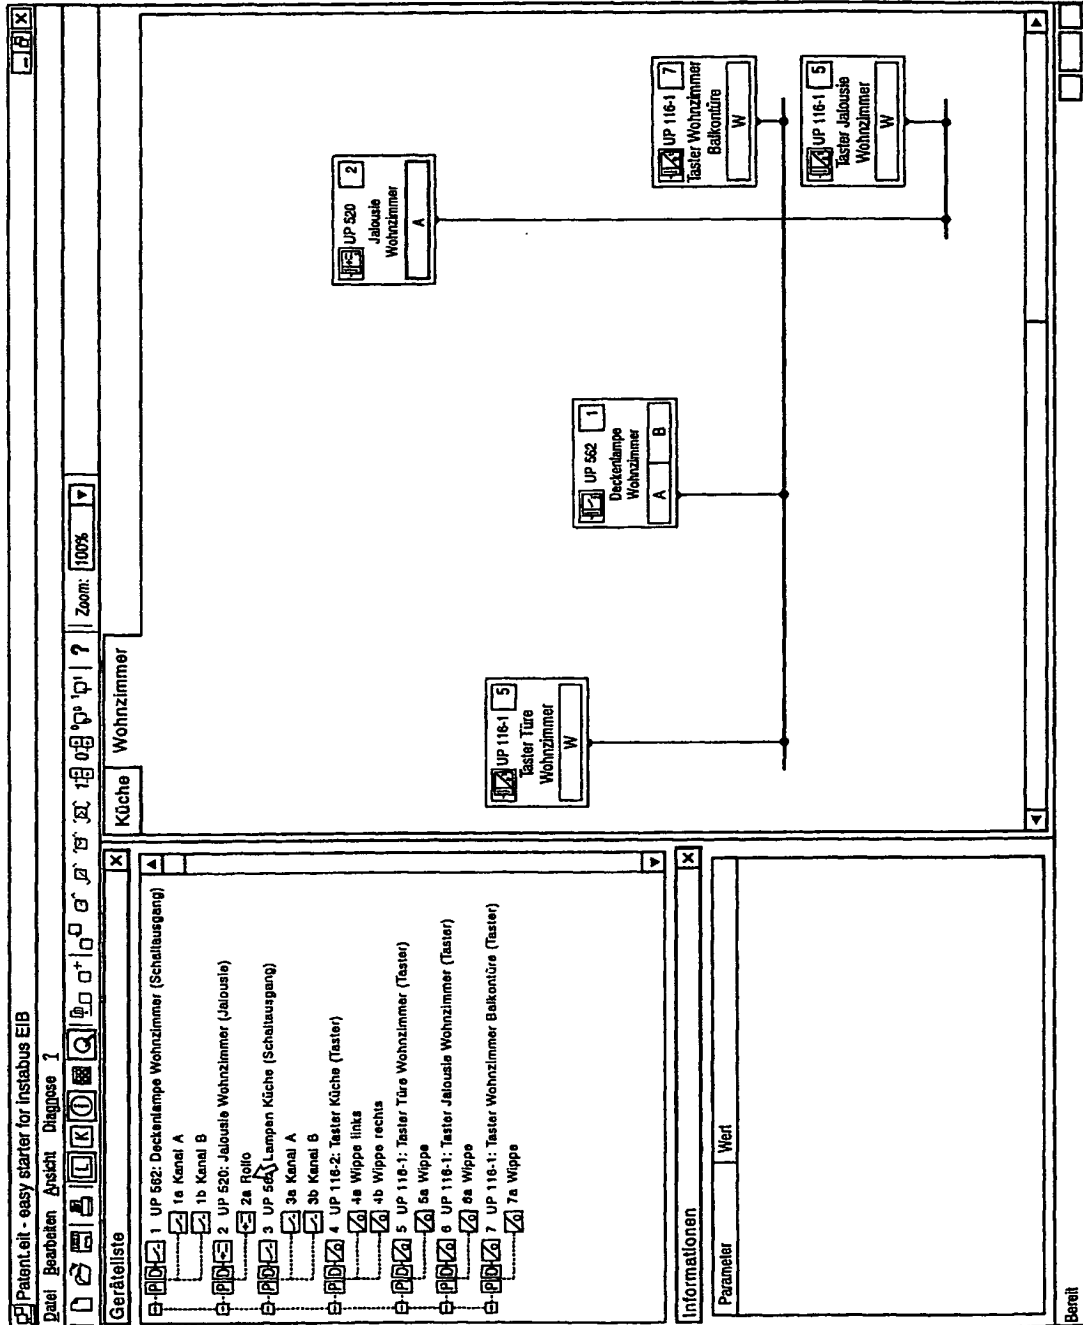 Patent.eit - easy starter for instabus EIB
Datei Bearbeiten Ansicht Diagnose ?
L K ? Zoom: 100%
Geräteliste
P D 1 UP 562: Deckenlampe Wohnzimmer (Schaltausgang)
1a Kanal A
1b Kanal B
P D 2 UP 520: Jalousie Wohnzimmer (Jalousie)
2a Rollo
P D 3 UP 562 Lampen Küche (Schaltausgang)
3a Kanal A
3b Kanal B
P D 4 UP 116-2: Taster Küche (Taster)
4a Wippe links
4b Wippe rechts
P D 5 UP 116-1: Taster Türe Wohnzimmer (Taster)
5a Wippe
P D 6 UP 116-1: Taster Jalousie Wohnzimmer (Taster)
6a Wippe
P D 7 UP 116-1: Taster Wohnzimmer Balkontüre (Taster)
7a Wippe
Informationen
Parameter Wert
Küche Wohnzimmer
UP 116-1 5
Taster Türe
Wohnzimmer
W
UP 562 1
Deckenlampe
Wohnzimmer
A B
UP 520 2
Jalousie
Wohnzimmer
A
UP 116-1 7
Taster Wohnzimmer
Balkontüre
W
UP 116-1 5
Taster Jalousie
Wohnzimmer
W
Bereit